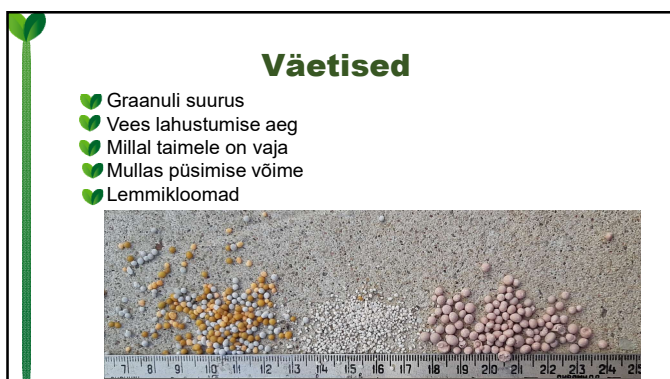 Väetised
Graanuli suurus
Vees lahustumise aeg
Millal taimele on vaja
Mullas püsimise võime
Lemmikloomad
7 8 9 10 11 12 13 14 15 16 17 18 19 20 21 22 23 24 25